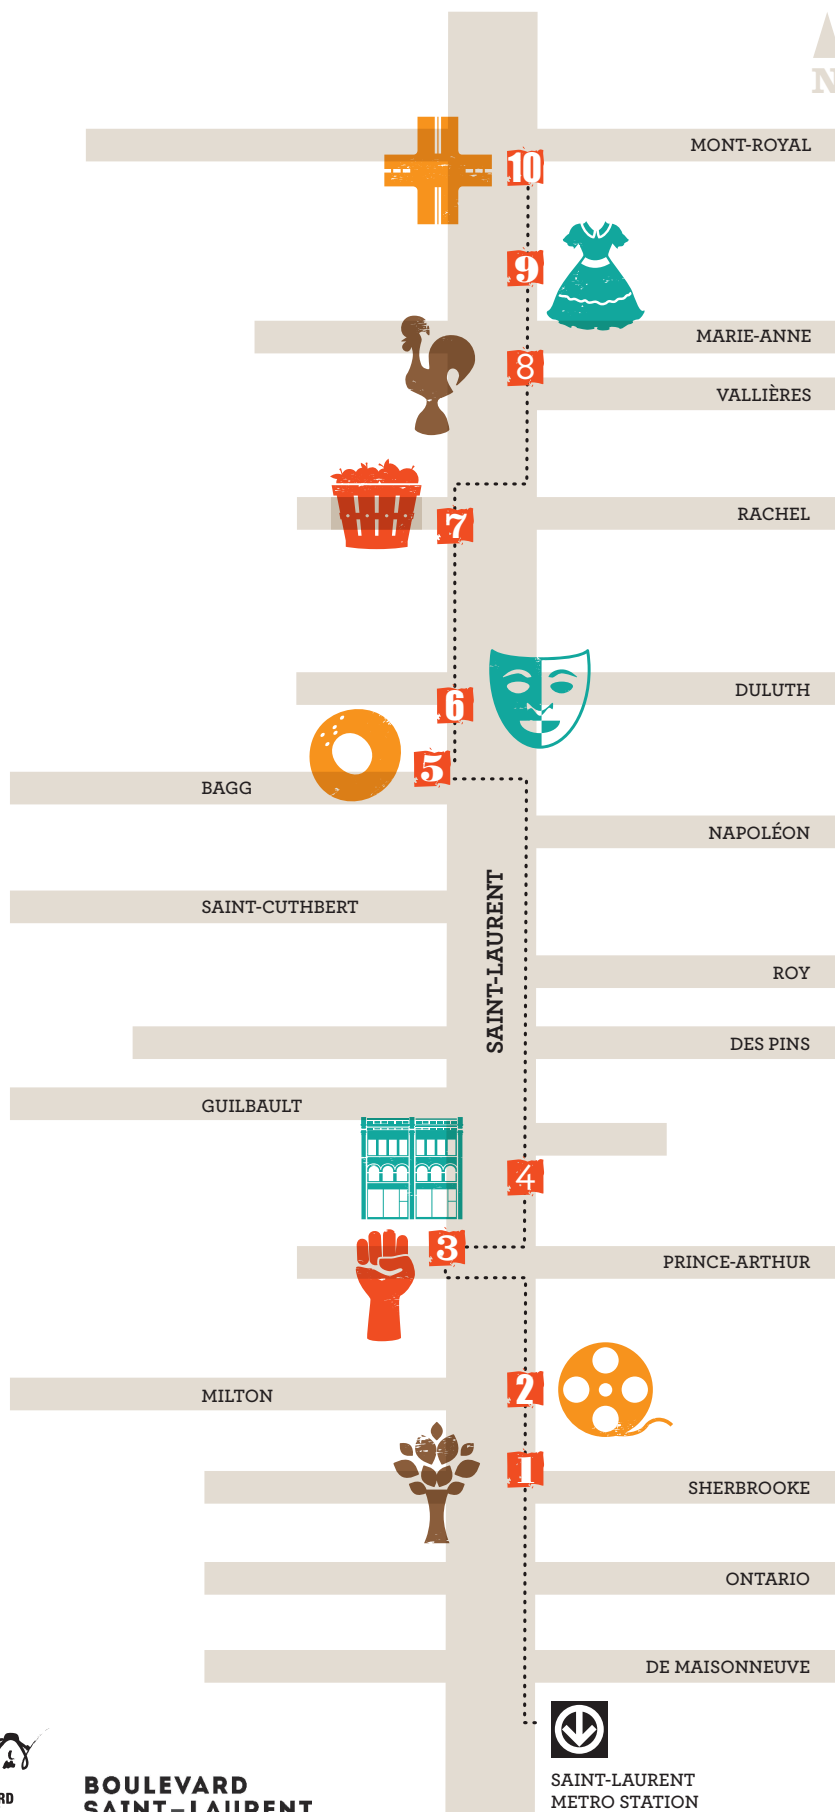 N
MONT-ROYAL
10
9
MARIE-ANNE
8
VALLIÈRES
RACHEL
7
DULUTH
6
5
BAGG
NAPOLÉON
SAINT-LAURENT
SAINT-CUTHBERT
ROY
DES PINS
GUILBAULT
4
3
PRINCE-ARTHUR
2
MILTON
1
SHERBROOKE
ONTARIO
DE MAISONNEUVE
SAINT-LAURENT
METRO STATION
RD
BOULEVARD
SAINT-LAURENT